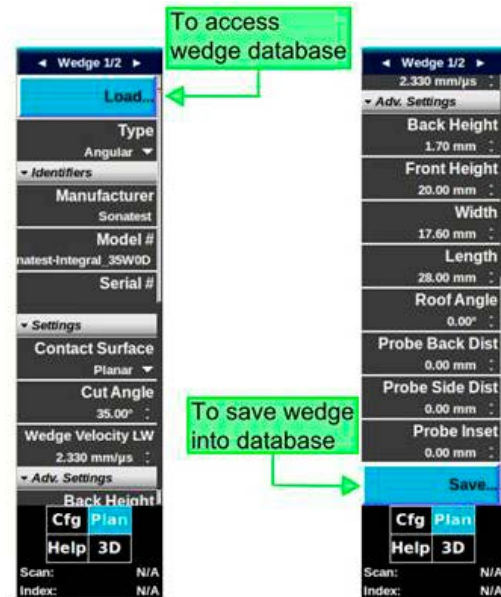 To access
wedge database
◄ Wedge 1/2 ►
Load...
Type
Angular
Identifiers
Manufacturer
Sonatest
Model #
natest-Integral_35W0D
Serial #
Settings
Contact Surface
Planar
Cut Angle
35.00°
Wedge Velocity LW
2.330 mm/µs
Adv. Settings
Back Height
Cfg Plan
Help 3D
Scan: N/A
Index: N/A
To save wedge
into database
◄ Wedge 1/2 ►
2.330 mm/µs
Adv. Settings
Back Height
1.70 mm
Front Height
20.00 mm
Width
17.60 mm
Length
28.00 mm
Roof Angle
0.00°
Probe Back Dist
0.00 mm
Probe Side Dist
0.00 mm
Probe Inset
0.00 mm
Save...
Cfg Plan
Help 3D
Scan: N/A
Index: N/A